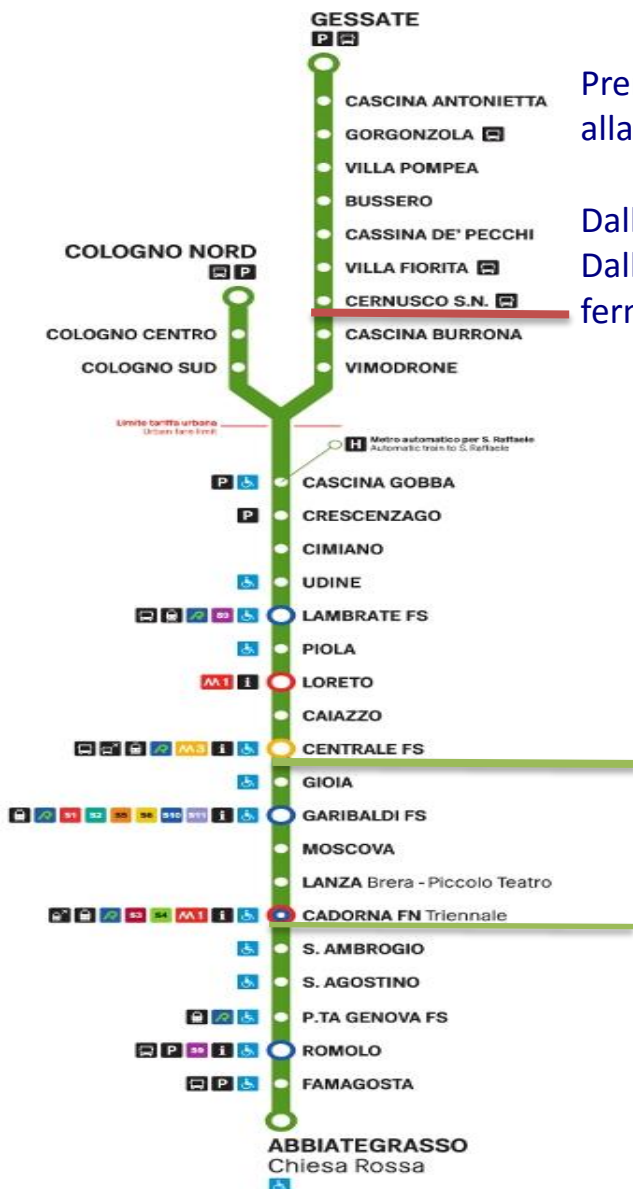 GESSATE
P
CASCINA ANTONIETTA
GORGONZOLA
VILLA POMPEA
BUSSERO
CASSINA DE' PECCHI
VILLA FIORITA
CERNUSCO S.N.
CASCINA BURRONA
VIMODRONE
COLOGNO NORD
P
COLOGNO CENTRO
COLOGNO SUD
Limite tariffa urbana
Urban fare limit
H Metro automatico per S. Raffaele
Automatic train to S. Raffaele
P CASCINA GOBBA
P CRESCENZAGO
CIMIANO
UDINE
R S9 LAMBRATE FS
PIOLA
M1 i LORETO
CAIAZZO
R M3 i CENTRALE FS
GIOIA
R S1 S2 S5 S6 S10 S11 i GARIBALDI FS
MOSCOVA
LANZA Brera - Piccolo Teatro
R S3 S4 M1 i CADORNA FN Triennale
S. AMBROGIO
S. AGOSTINO
R P.TA GENOVA FS
P S9 i ROMOLO
P FAMAGOSTA
ABBIATEGRASSO
Chiesa Rossa
Pre
alla
Dall
Dall